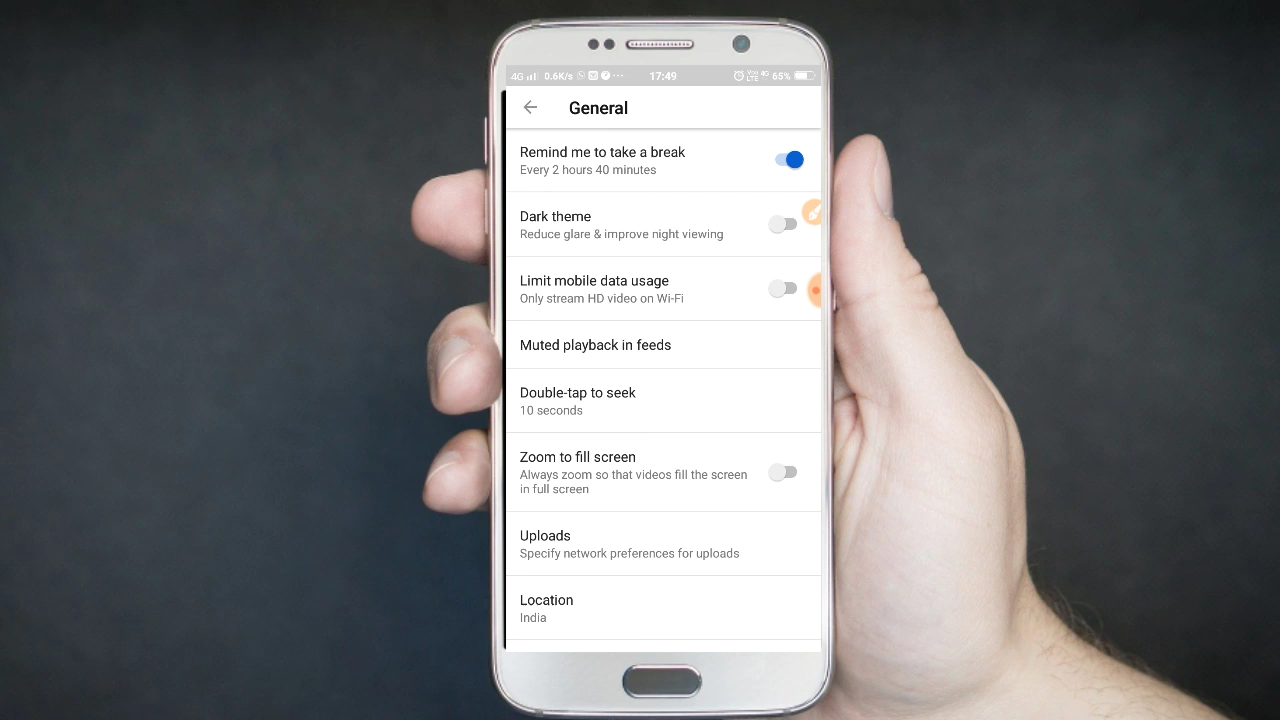 4G 0.6K/s ... 17:49 VoD LTE 4G 65%
General
Remind me to take a break
Every 2 hours 40 minutes
Dark theme
Reduce glare & improve night viewing
Limit mobile data usage
Only stream HD video on Wi-Fi
Muted playback in feeds
Double-tap to seek
10 seconds
Zoom to fill screen
Always zoom so that videos fill the screen
in full screen
Uploads
Specify network preferences for uploads
Location
India